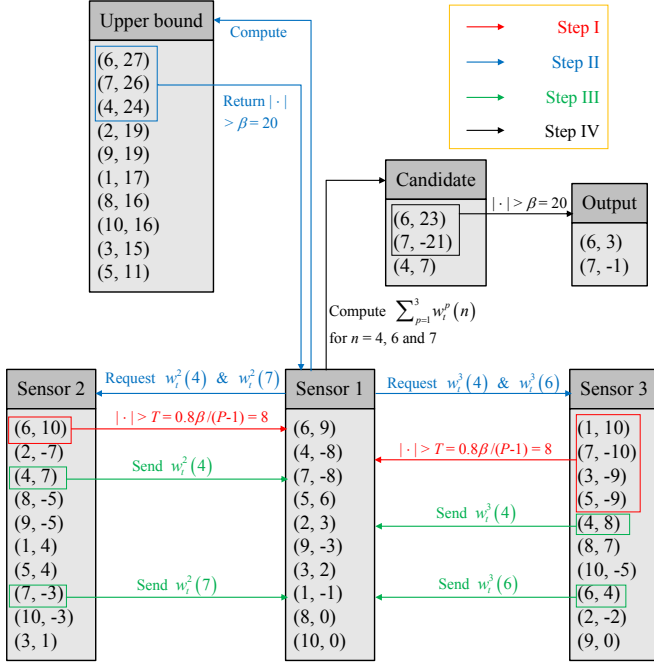 Upper bound
(6, 27)
(7, 26)
(4, 24)
(2, 19)
(9, 19)
(1, 17)
(8, 16)
(10, 16)
(3, 15)
(5, 11)
Compute
Return | · |
> β = 20
Step I
Step II
Step III
Step IV
Candidate
(6, 23)
(7, -21)
(4, 7)
| · | > β = 20
Output
(6, 3)
(7, -1)
Compute ∑_{p=1}^{3} w_t^p(n)
for n = 4, 6 and 7
Sensor 2
(6, 10)
(2, -7)
(4, 7)
(8, -5)
(9, -5)
(1, 4)
(5, 4)
(7, -3)
(10, -3)
(3, 1)
Request w_t^2(4) & w_t^2(7)
| · | > T = 0.8β/(P-1) = 8
Send w_t^2(4)
Send w_t^2(7)
Sensor 1
(6, 9)
(4, -8)
(7, -8)
(5, 6)
(2, 3)
(9, -3)
(3, 2)
(1, -1)
(8, 0)
(10, 0)
Request w_t^3(4) & w_t^3(6)
| · | > T = 0.8β/(P-1) = 8
Send w_t^3(4)
Send w_t^3(6)
Sensor 3
(1, 10)
(7, -10)
(3, -9)
(5, -9)
(4, 8)
(8, 7)
(10, -5)
(6, 4)
(2, -2)
(9, 0)